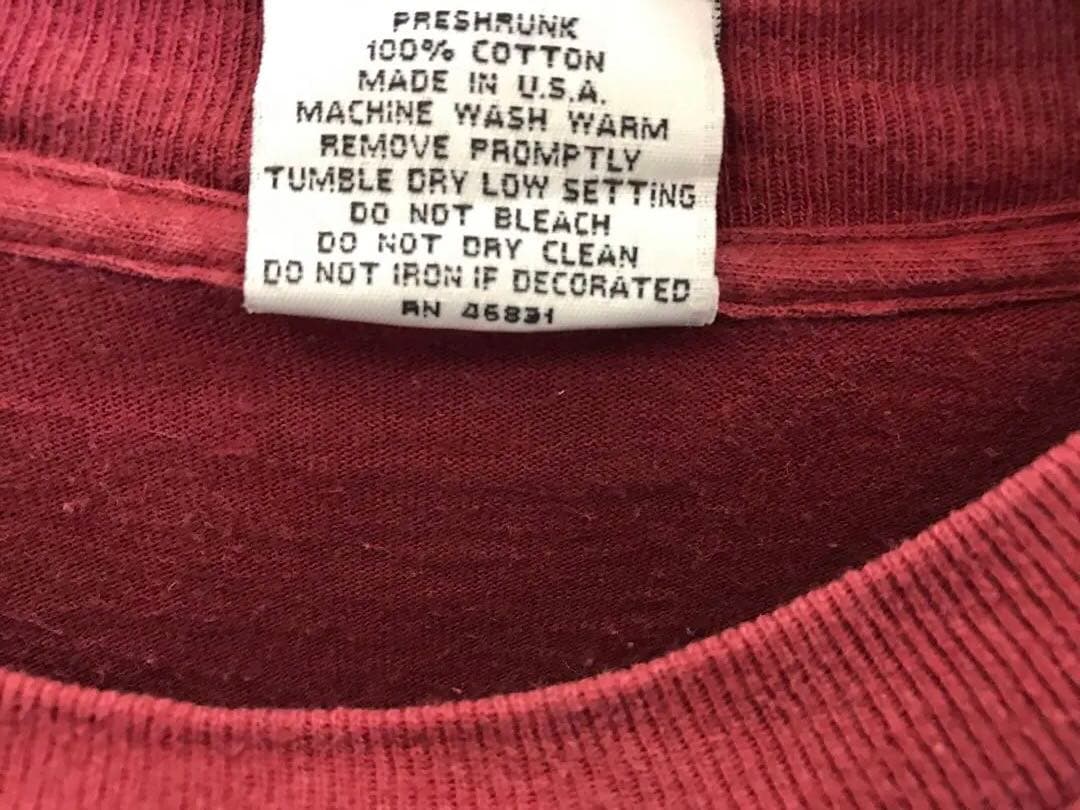 PRESHRUNK
100% COTTON
MADE IN U.S.A.
MACHINE WASH WARM
REMOVE PROMPTLY
TUMBLE DRY LOW SETTING
DO NOT BLEACH
DO NOT DRY CLEAN
DO NOT IRON IF DECORATED
RN 46831